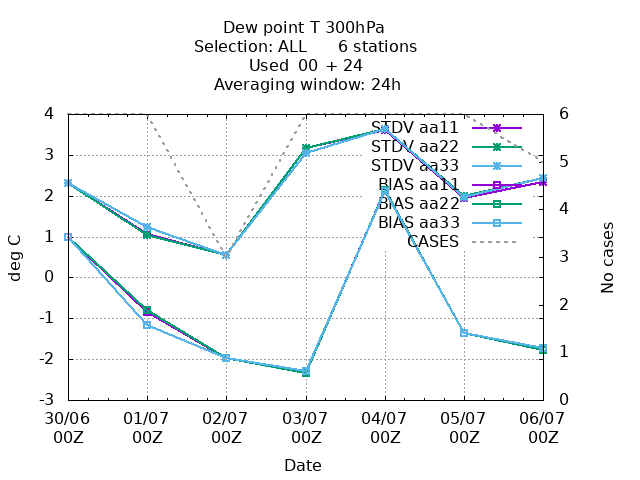 Dew point T 300hPa
Selection: ALL 6 stations
Used 00 + 24
Averaging window: 24h
4 6
STDV aa11
STDV aa22
3 5
STDV aa33
BIAS aa11
2 BIAS aa22 4
BIAS aa33
1 CASES
deg C
0 3
No cases
-1 2
-2 1
-3 0
30/06 01/07 02/07 03/07 04/07 05/07 06/07
00Z 00Z 00Z 00Z 00Z 00Z 00Z
Date